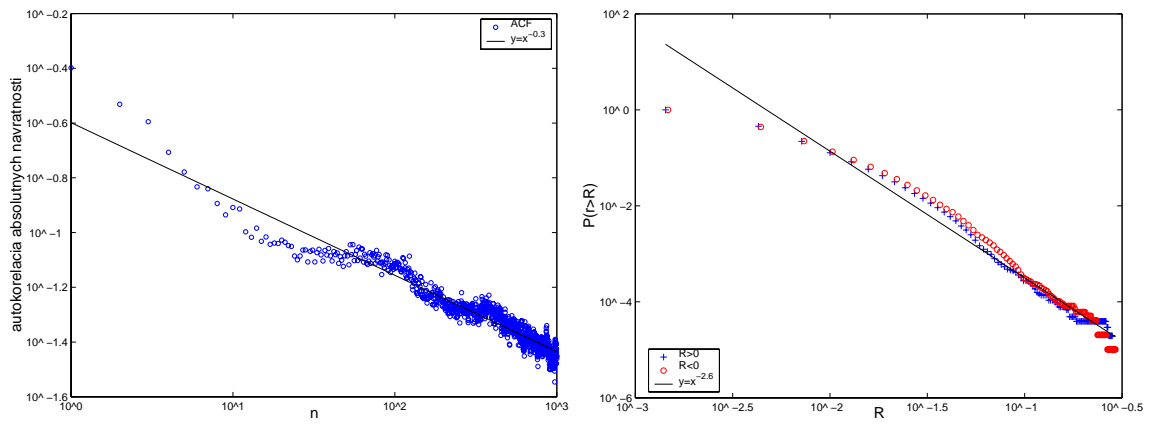 10^ -0.2
10^ -0.4
10^ -0.6
10^ -0.8
10^ -1
10^ -1.2
10^ -1.4
10^ -1.6
autokorelacia absolutnych navratnosti
10^0
10^1
10^2
10^3
n
ACF
y=x^-0.3
10^ 2
10^ 0
10^ -2
10^ -4
10^ -6
P(r>R)
10^ -3
10^ -2.5
10^ -2
10^ -1.5
10^ -1
10^ -0.5
R
R>0
R<0
y=x^-2.6